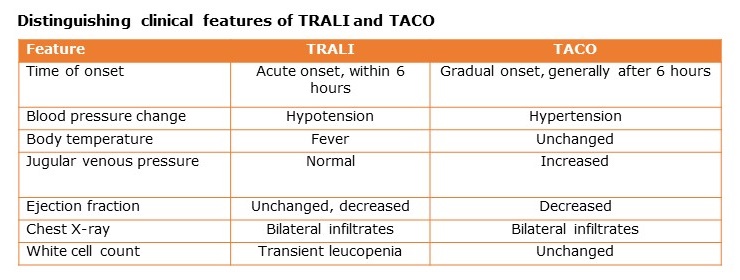 Distinguishing clinical features of TRALI and TACO
Feature TRALI TACO
Time of onset Acute onset, within 6 hours Gradual onset, generally after 6 hours
Blood pressure change Hypotension Hypertension
Body temperature Fever Unchanged
Jugular venous pressure Normal Increased
Ejection fraction Unchanged, decreased Decreased
Chest X-ray Bilateral infiltrates Bilateral infiltrates
White cell count Transient leucopenia Unchanged